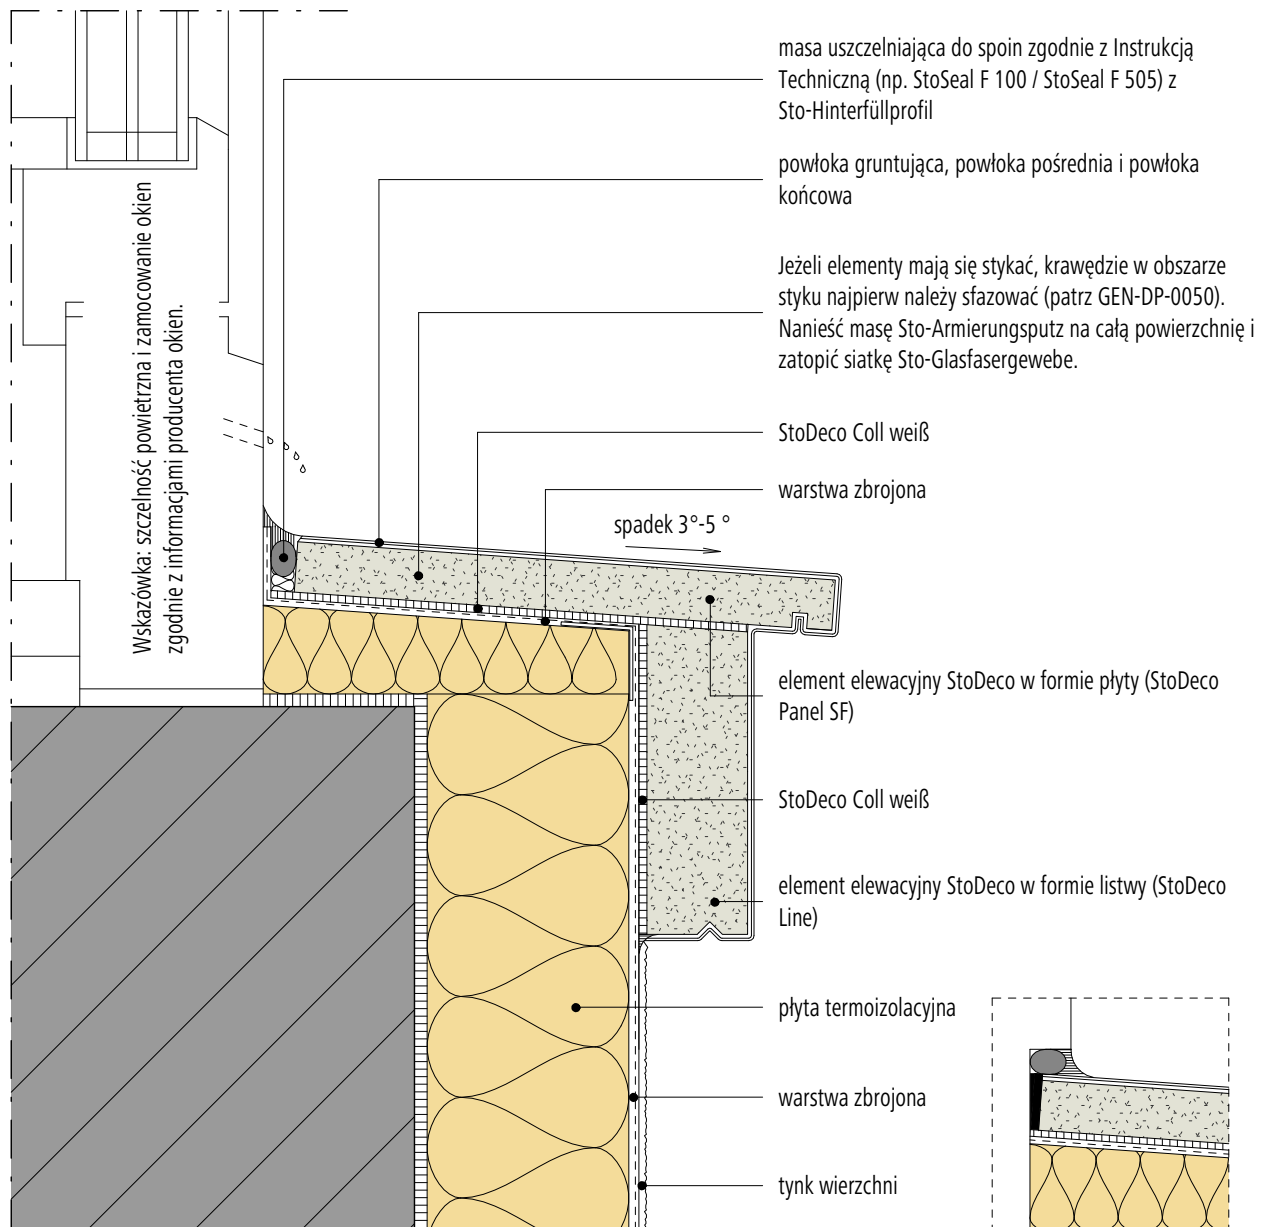 masa uszczelniająca do spoin zgodnie z Instrukcją
Techniczną (np. StoSeal F 100 / StoSeal F 505) z
Sto-Hinterfüllprofil
powłoka gruntująca, powłoka pośrednia i powłoka
końcowa
Jeżeli elementy mają się stykać, krawędzie w obszarze
styku najpierw należy sfazować (patrz GEN-DP-0050).
Nanieść masę Sto-Armierungsputz na całą powierzchnię i
zatopić siatkę Sto-Glasfasergewebe.
StoDeco Coll weiß
warstwa zbrojona
spadek 3°-5 °
Wskazówka: szczelność powietrzna i zamocowanie okien
zgodnie z informacjami producenta okien.
element elewacyjny StoDeco w formie płyty (StoDeco
Panel SF)
StoDeco Coll weiß
element elewacyjny StoDeco w formie listwy (StoDeco
Line)
płyta termoizolacyjna
warstwa zbrojona
tynk wierzchni